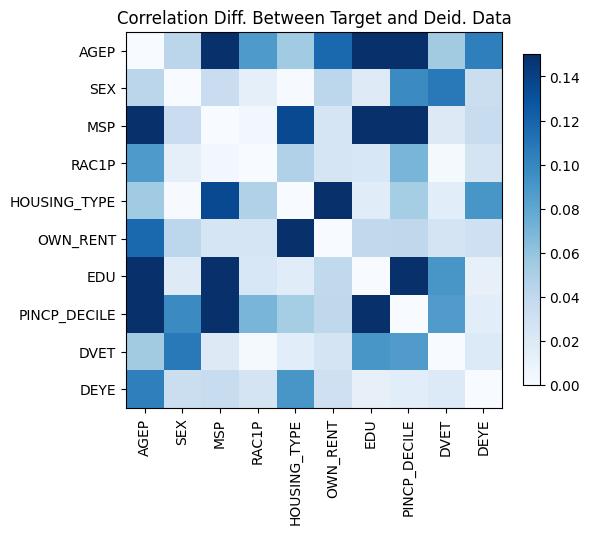 Correlation Diff. Between Target and Deid. Data
AGEP
SEX
MSP
RAC1P
HOUSING_TYPE
OWN_RENT
EDU
PINCP_DECILE
DVET
DEYE
AGEP
SEX
MSP
RAC1P
HOUSING_TYPE
OWN_RENT
EDU
PINCP_DECILE
DVET
DEYE
0.14
0.12
0.10
0.08
0.06
0.04
0.02
0.00